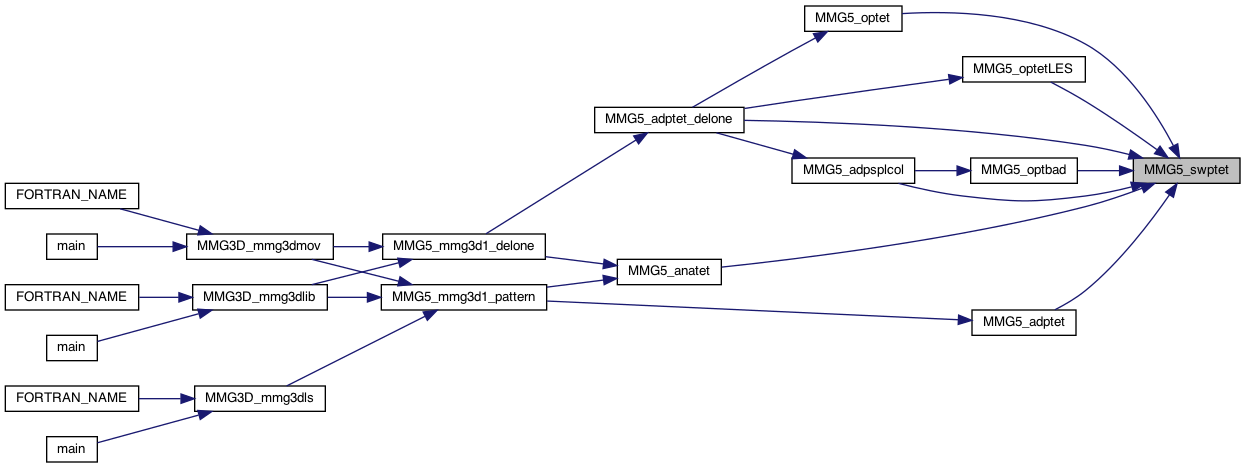 MMG5_optet
MMG5_optetLES
MMG5_adptet_delone
MMG5_adpsplcol
MMG5_optbad
MMG5_swptet
FORTRAN_NAME
main
MMG3D_mmg3dmov
MMG5_mmg3d1_delone
MMG5_anatet
FORTRAN_NAME
MMG3D_mmg3dlib
MMG5_mmg3d1_pattern
MMG5_adptet
main
FORTRAN_NAME
MMG3D_mmg3dls
main